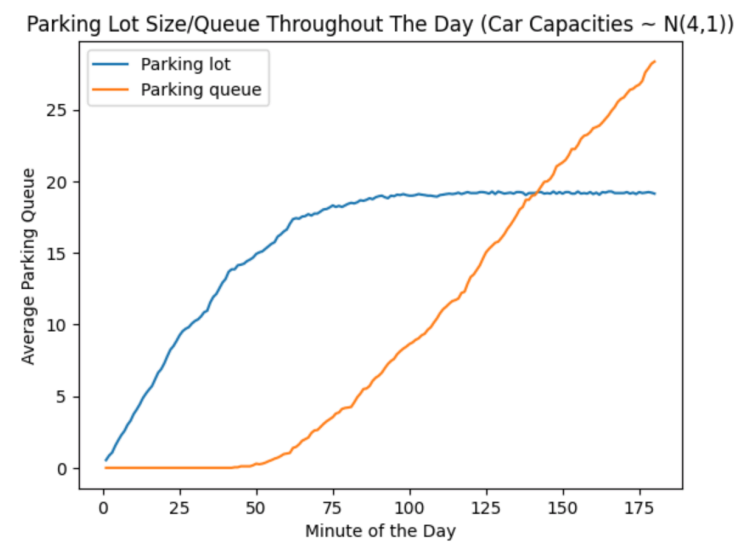 Parking Lot Size/Queue Throughout The Day (Car Capacities ~ N(4,1))
Parking lot
Parking queue
Average Parking Queue
25
20
15
10
5
0
0 25 50 75 100 125 150 175
Minute of the Day